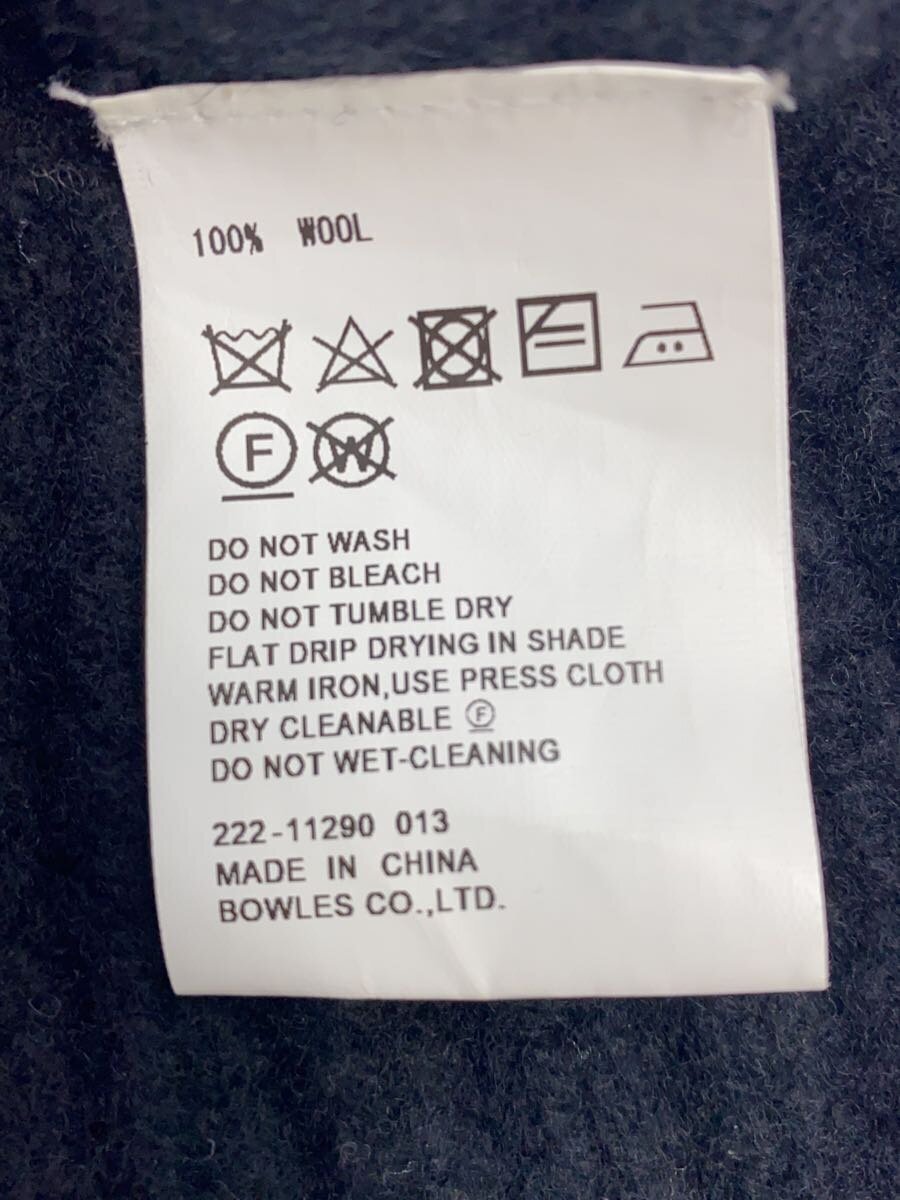 100% WOOL
F W
DO NOT WASH
DO NOT BLEACH
DO NOT TUMBLE DRY
FLAT DRIP DRYING IN SHADE
WARM IRON,USE PRESS CLOTH
DRY CLEANABLE Ⓕ
DO NOT WET-CLEANING
222-11290 013
MADE IN CHINA
BOWLES CO.,LTD.